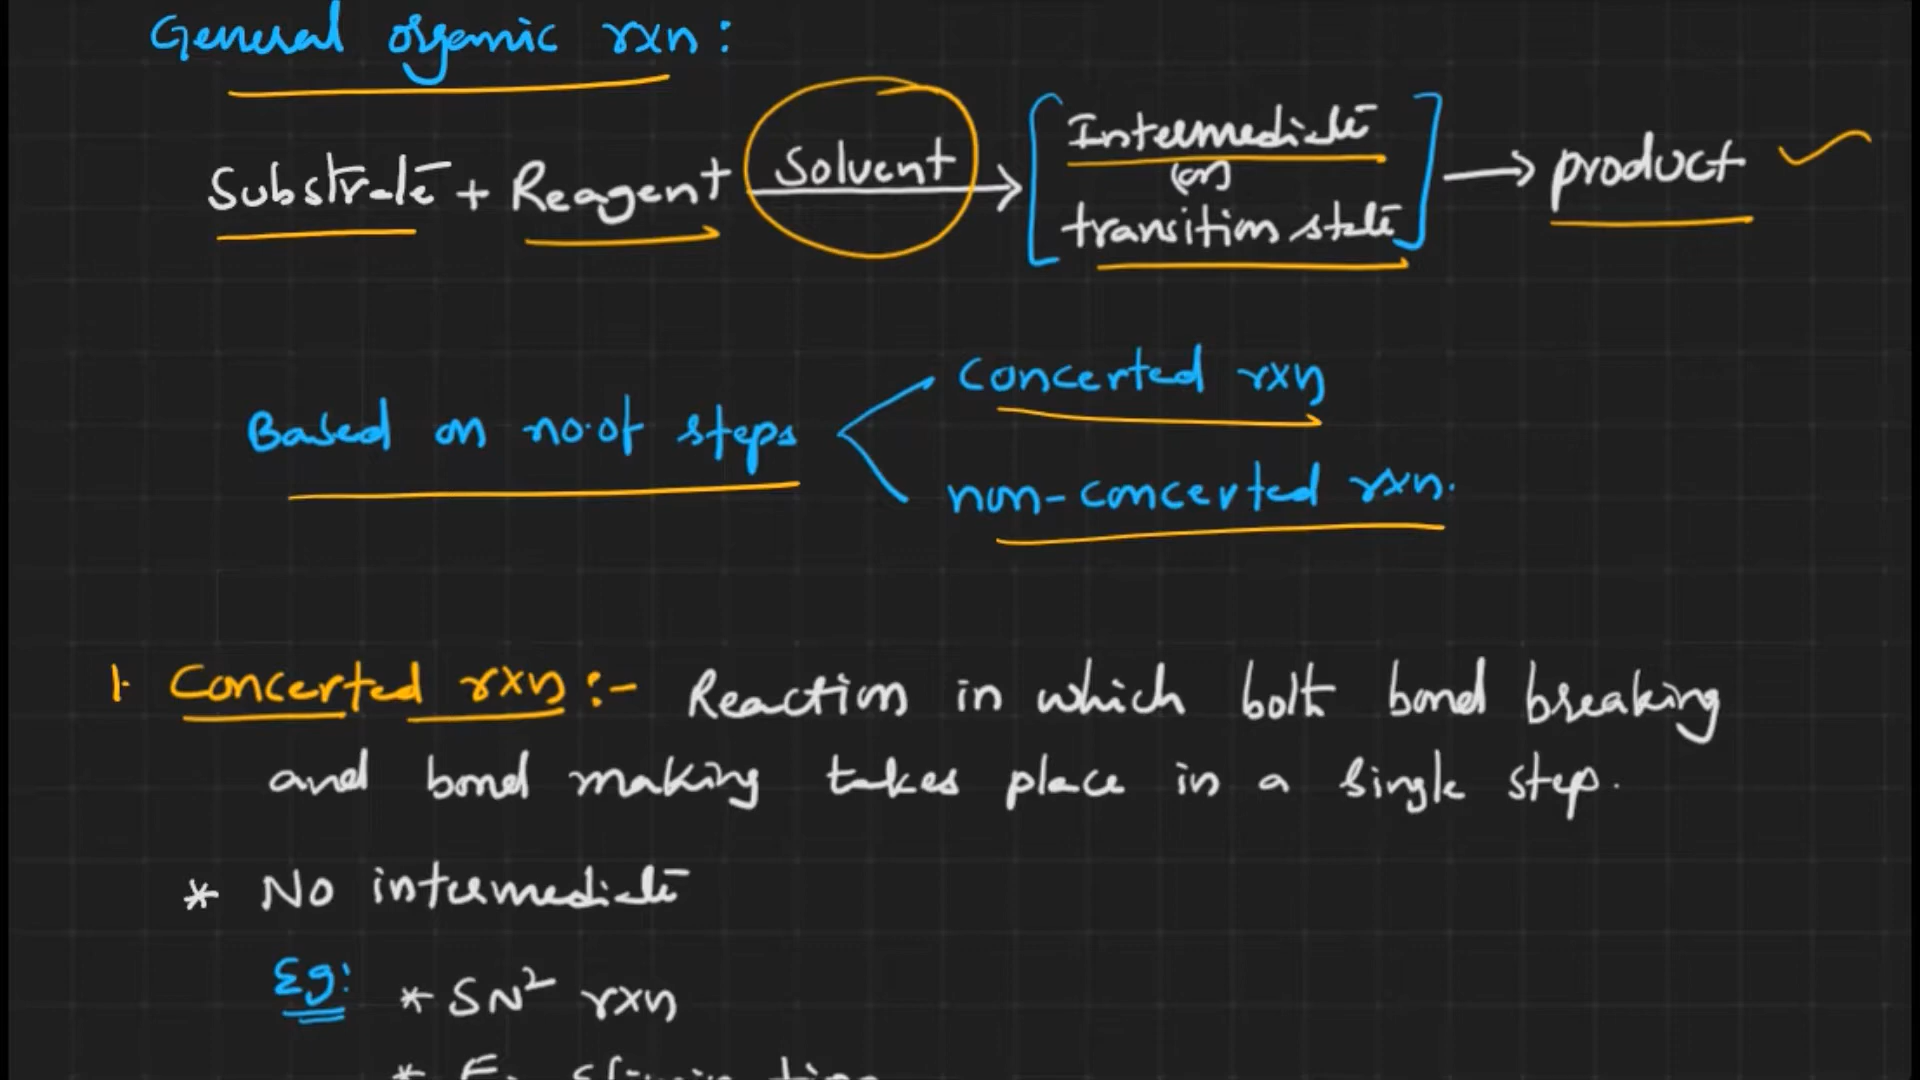 General organic rxn:
Substrate + Reagent Solvent → [Intermediate (or) transition state] → product ✓
Based on no. of steps
Concerted rxn
non-concerted rxn.
1. Concerted rxn :- Reaction in which both bond breaking
and bond making takes place in a single step.
* No intermediate
Eg: * SN² rxn